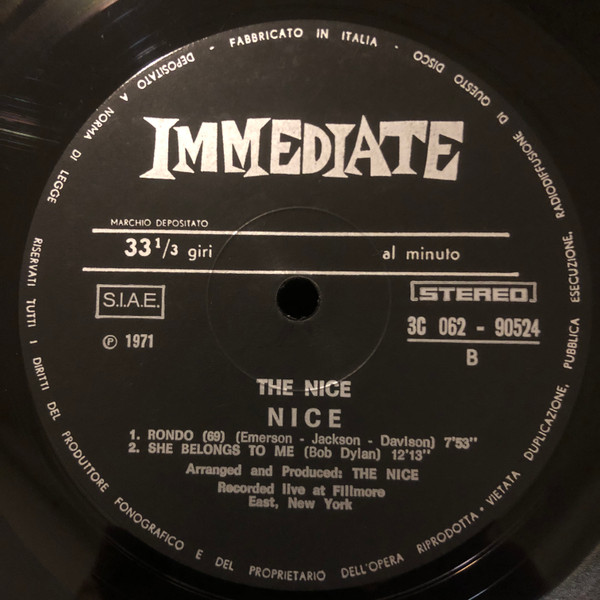 RISERVATI TUTTI I DIRITTI DEL PRODUTTORE FONOGRAFICO E DEL PROPRIETARIO DELL'OPERA RIPRODOTTA • VIETATA DUPLICAZIONE, PUBBLICA ESECUZIONE, RADIODIFFUSIONE DI QUESTO DISCO - FABBRICATO IN ITALIA - DEPOSITATO A NORMA DI LEGGE
IMMEDIATE
MARCHIO DEPOSITATO
33 1/3 giri al minuto
S.I.A.E. STEREO
℗ 1971 3C 062 - 90524
B
THE NICE
NICE
1. RONDO (69) (Emerson - Jackson - Davison) 7'53"
2. SHE BELONGS TO ME (Bob Dylan) 12'13"
Arranged and Produced: THE NICE
Recorded live at Fillmore
East, New York